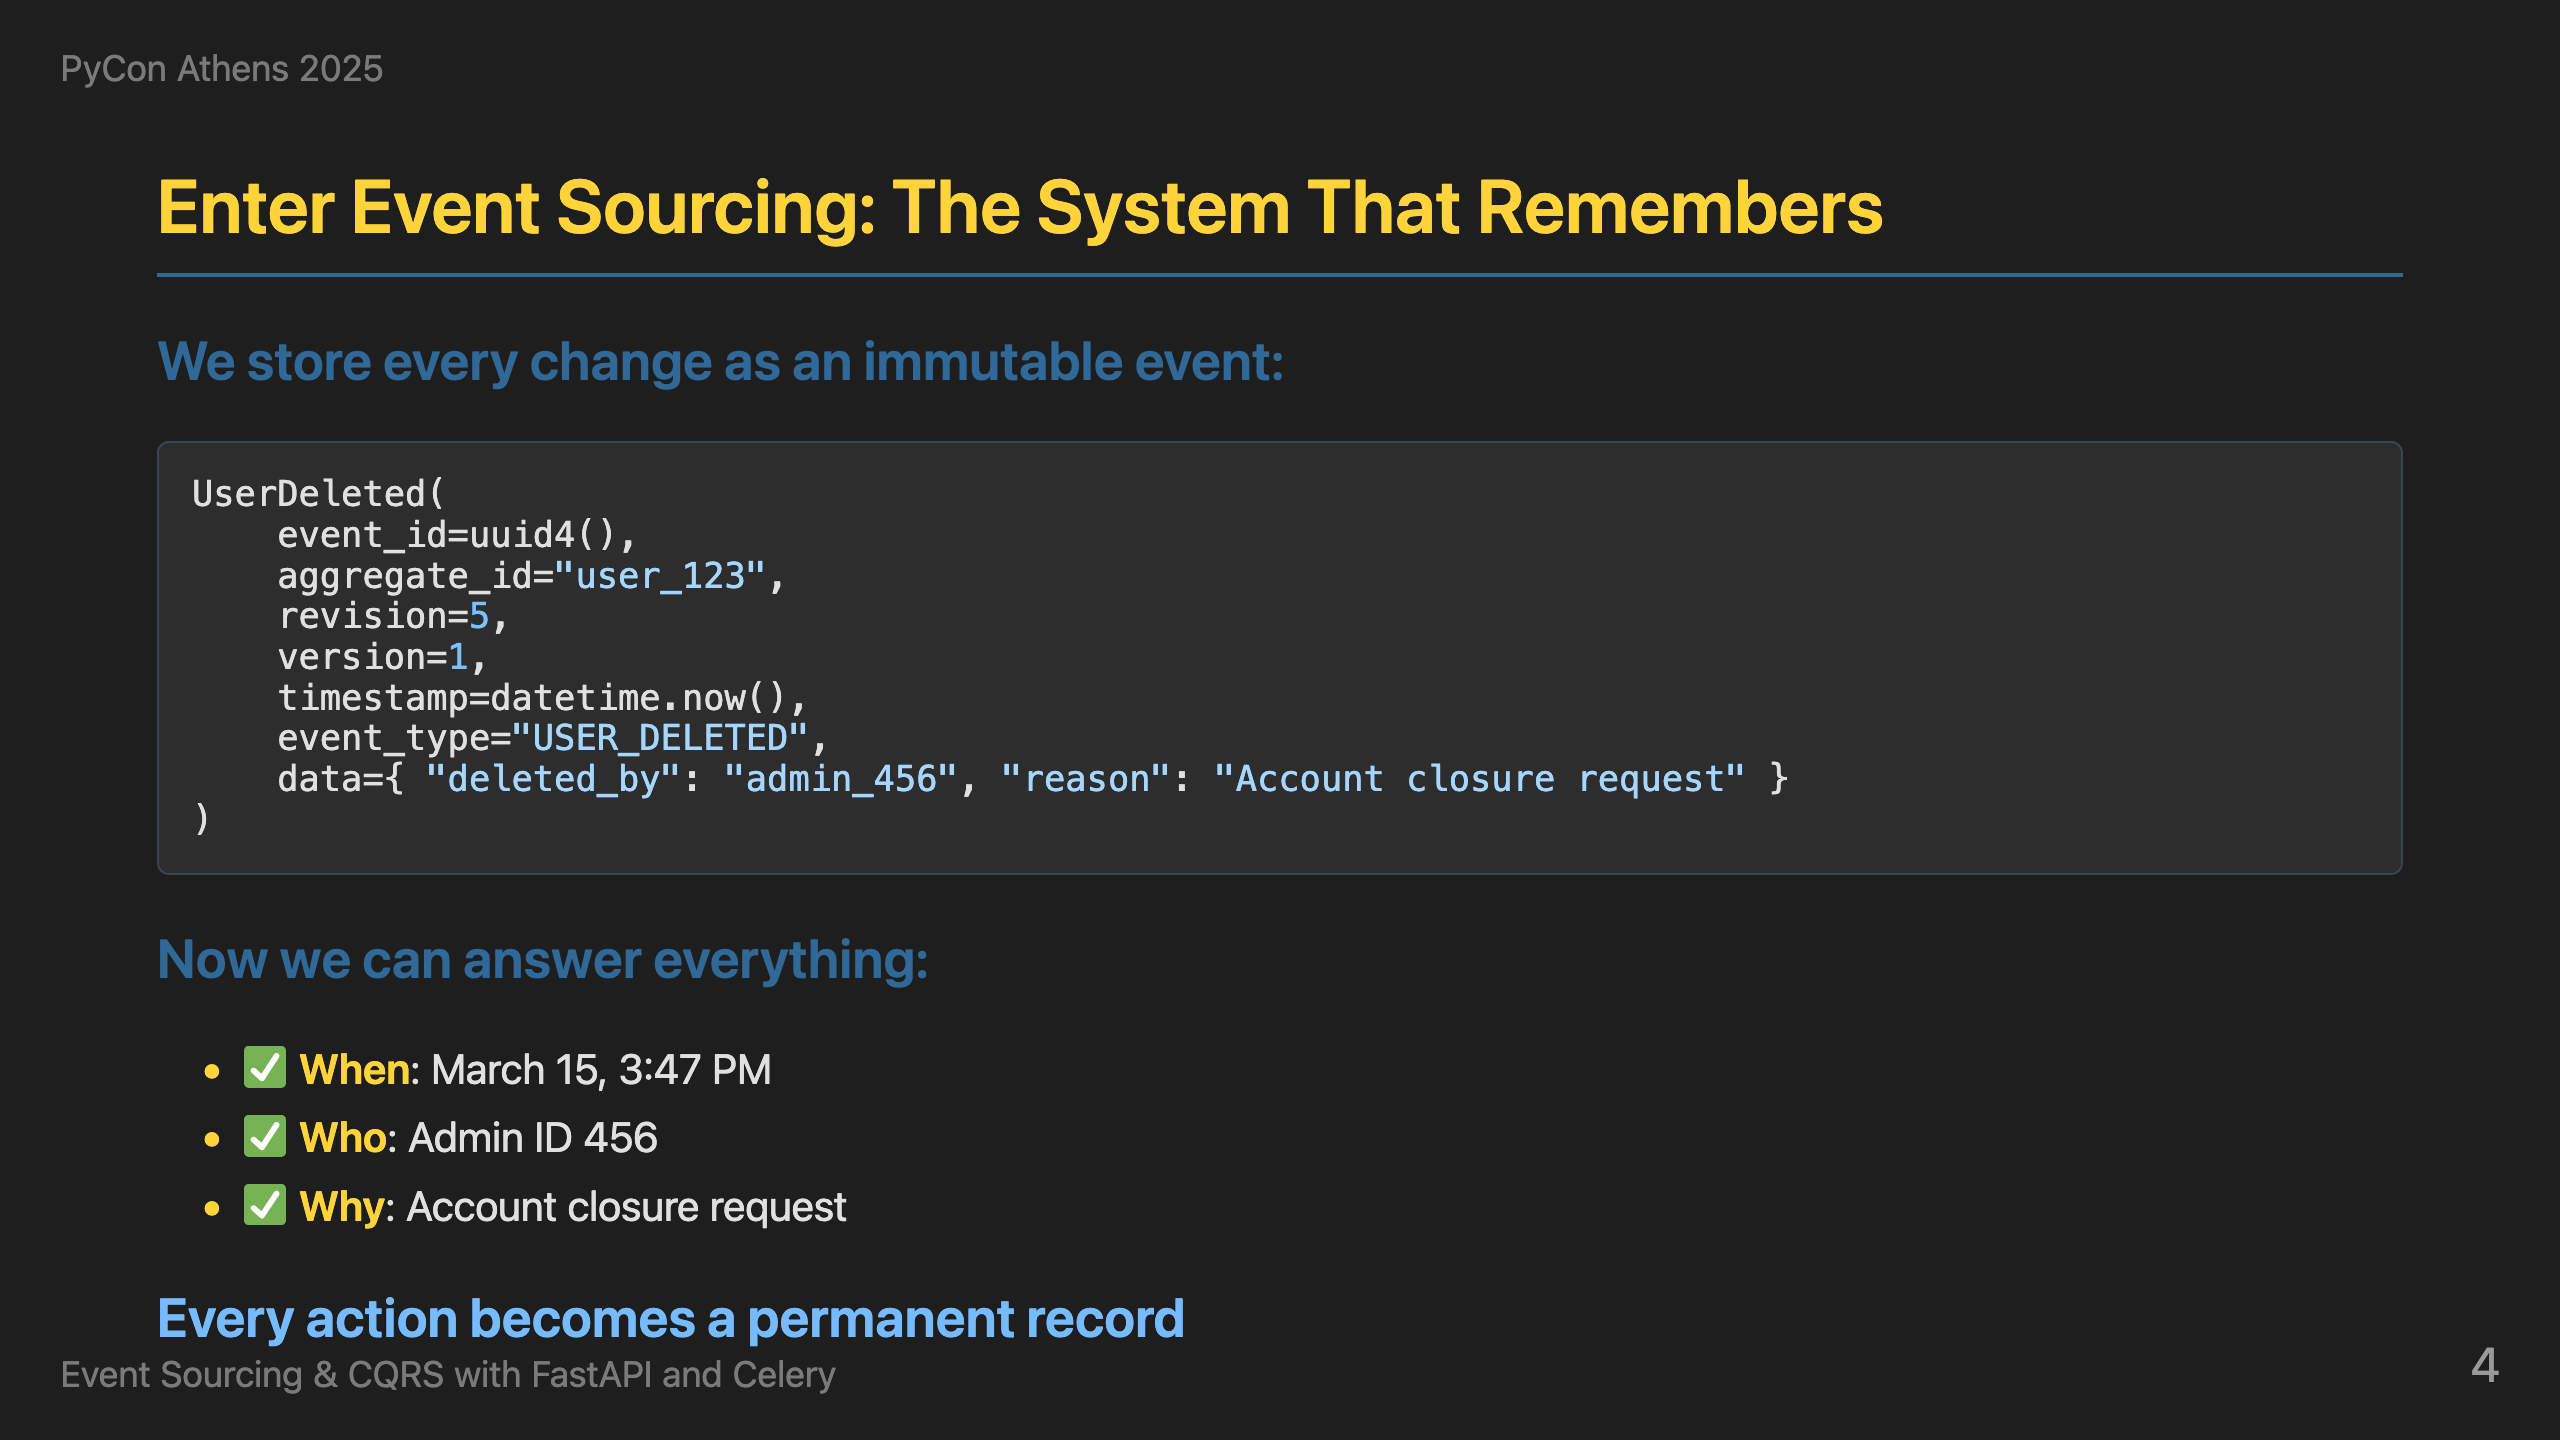 PyCon Athens 2025
Enter Event Sourcing: The System That Remembers
We store every change as an immutable event:
UserDeleted(
    event_id=uuid4(),
    aggregate_id="user_123",
    revision=5,
    version=1,
    timestamp=datetime.now(),
    event_type="USER_DELETED",
    data={ "deleted_by": "admin_456", "reason": "Account closure request" }
)
Now we can answer everything:
• ✅ When: March 15, 3:47 PM
• ✅ Who: Admin ID 456
• ✅ Why: Account closure request
Every action becomes a permanent record
Event Sourcing & CQRS with FastAPI and Celery
4